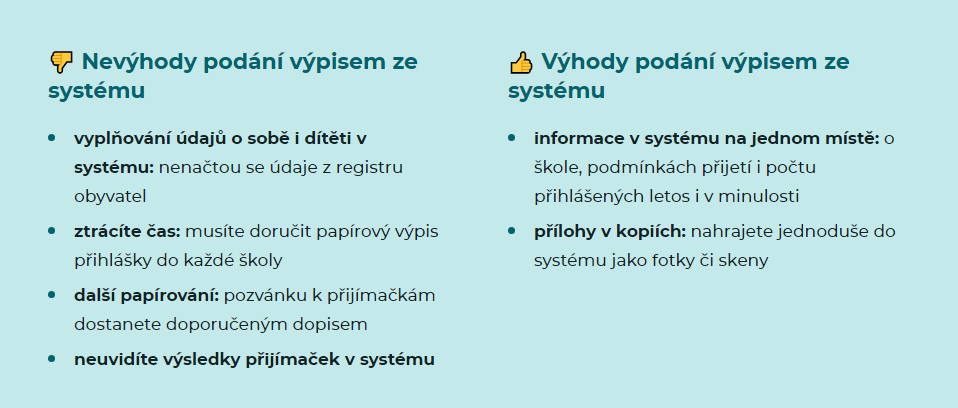 👎 Nevýhody podání výpisem ze
systému
• vyplňování údajů o sobě i dítěti v
systému: nenačtou se údaje z registru
obyvatel
• ztrácíte čas: musíte doručit papírový výpis
přihlášky do každé školy
• další papírování: pozvánku k přijímačkám
dostanete doporučeným dopisem
• neuvidíte výsledky přijímaček v systému
👍 Výhody podání výpisem ze
systému
• informace v systému na jednom místě: o
škole, podmínkách přijetí i počtu
přihlášených letos i v minulosti
• přílohy v kopiích: nahrajete jednoduše do
systému jako fotky či skeny